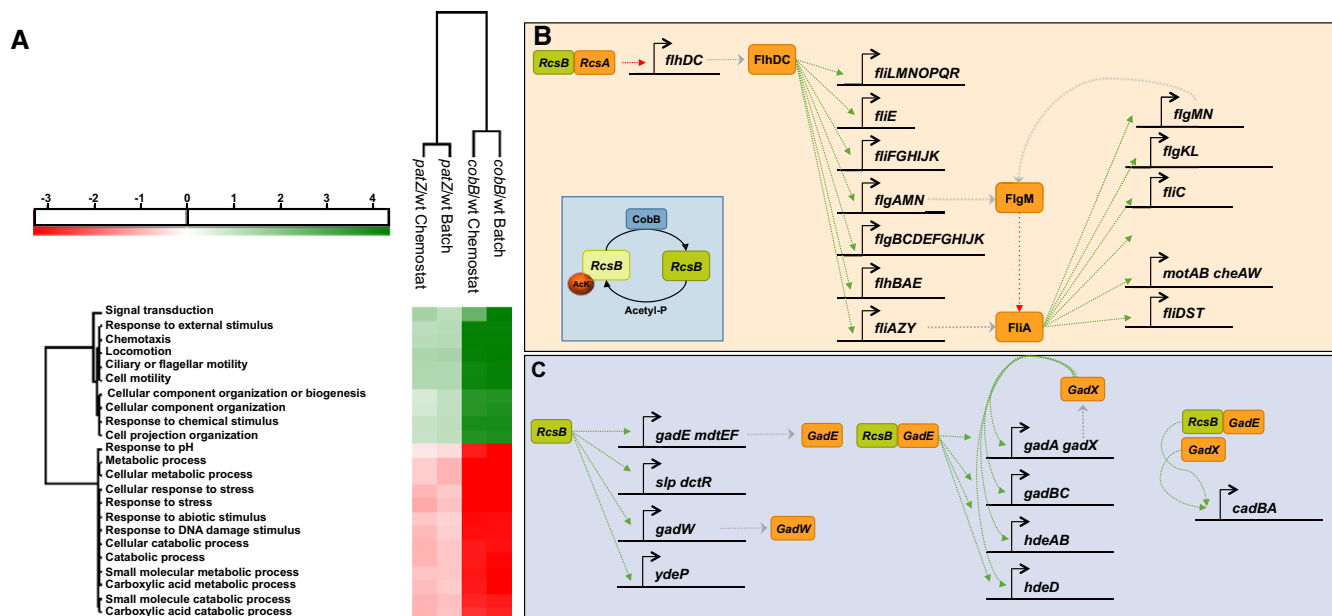 A
-3 -2 -1 0 1 2 3 4
patZ/wt Chemostat
patZ/wt Batch
cobB/wt Chemostat
cobB/wt Batch
Signal transduction
Response to external stimulus
Chemotaxis
Locomotion
Ciliary or flagellar motility
Cell motility
Cellular component organization or biogenesis
Cellular component organization
Response to chemical stimulus
Cell projection organization
Response to pH
Metabolic process
Cellular metabolic process
Cellular response to stress
Response to stress
Response to abiotic stimulus
Response to DNA damage stimulus
Cellular catabolic process
Catabolic process
Small molecular metabolic process
Carboxylic acid metabolic process
Small molecule catabolic process
Carboxylic acid catabolic process
B
RcsB RcsA
flhDC
FlhDC
fliLMNOPQR
fliE
fliFGHIJK
flgAMN
flgBCDEFGHIJK
flhBAE
fliAZY
FlgM
FliA
flgMN
flgKL
fliC
motAB cheAW
fliDST
CobB
RcsB
RcsB
AcK
Acetyl-P
C
RcsB
gadE mdtEF
GadE
slp dctR
gadW
GadW
ydeP
RcsB GadE
GadX
gadA gadX
gadBC
hdeAB
hdeD
RcsB GadE
GadX
cadBA